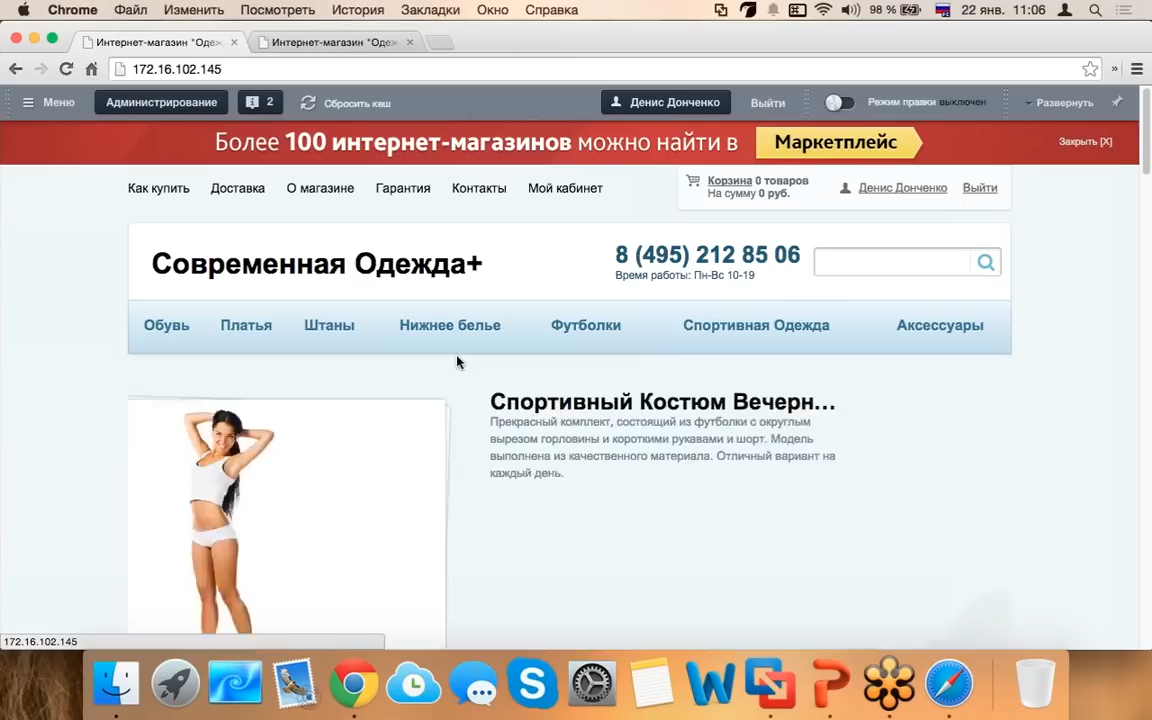 Chrome Файл Изменить Посмотреть История Закладки Окно Справка 98 % 22 янв. 11:06
Интернет-магазин "Одеж Интернет-магазин "Одеж
172.16.102.145
Меню Администрирование 2 Сбросить кеш Денис Донченко Выйти Режим правки выключен Развернуть
Более 100 интернет-магазинов можно найти в Маркетплейс Закрыть [X]
Как купить Доставка О магазине Гарантия Контакты Мой кабинет
Корзина 0 товаров Денис Донченко Выйти
На сумму 0 руб.
Современная Одежда+
8 (495) 212 85 06
Время работы: Пн-Вс 10-19
Обувь Платья Штаны Нижнее белье Футболки Спортивная Одежда Аксессуары
Спортивный Костюм Вечерн...
Прекрасный комплект, состоящий из футболки с округлым
вырезом горловины и короткими рукавами и шорт. Модель
выполнена из качественного материала. Отличный вариант на
каждый день.
172.16.102.145